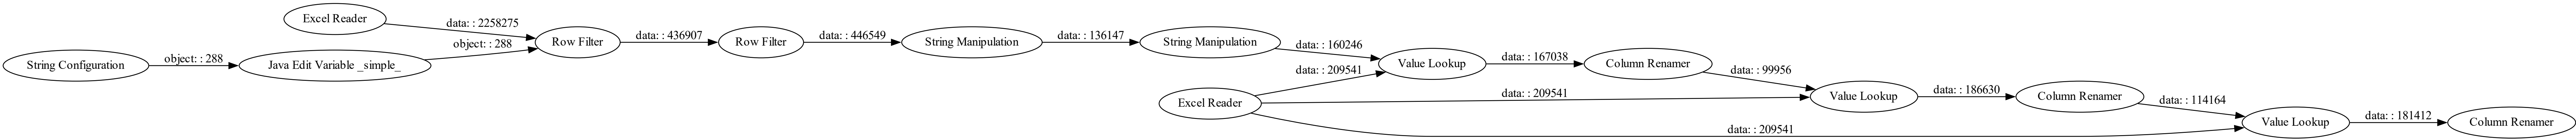 Excel Reader
data: : 2258275
String Configuration
object: : 288
Java Edit Variable _simple_
object: : 288
Row Filter
data: : 436907
Row Filter
data: : 446549
String Manipulation
data: : 136147
String Manipulation
data: : 160246
Excel Reader
data: : 209541
data: : 209541
data: : 209541
Value Lookup
data: : 167038
Column Renamer
data: : 99956
Value Lookup
data: : 186630
Column Renamer
data: : 114164
Value Lookup
data: : 181412
Column Renamer